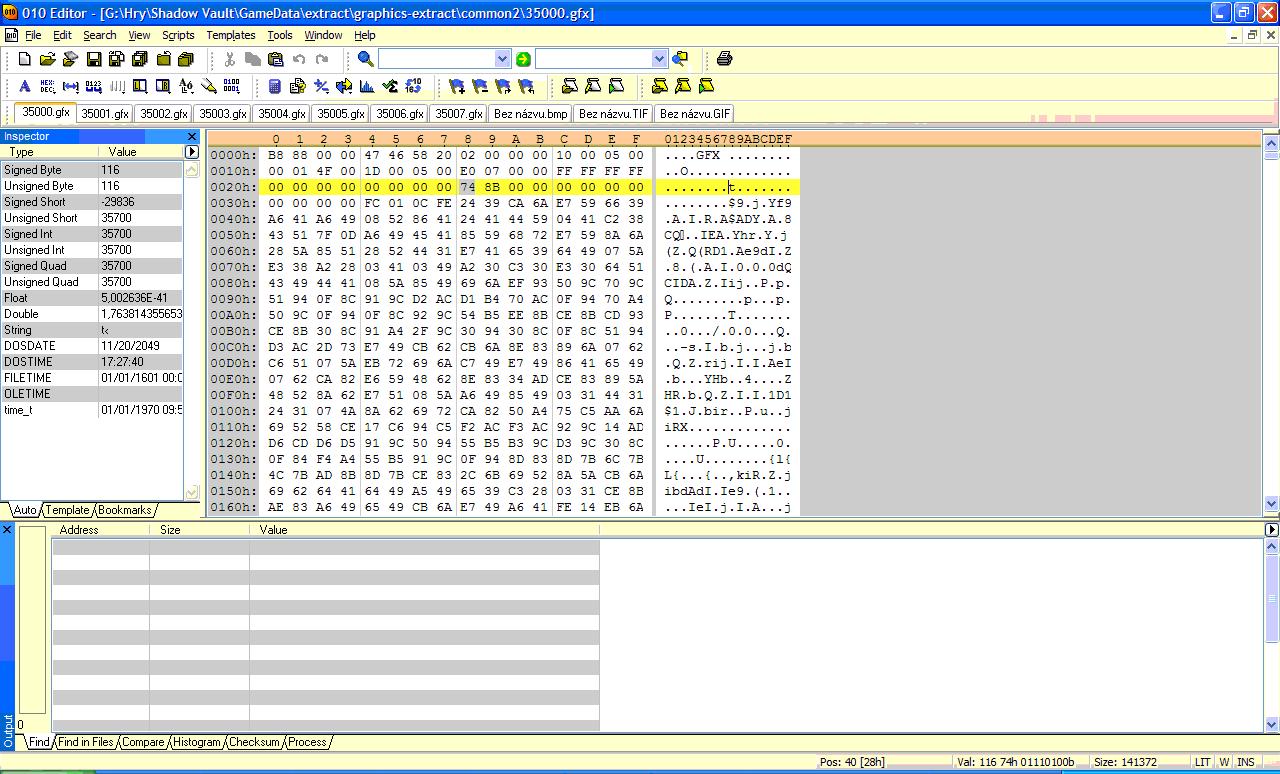 010 Editor - [G:\Hry\Shadow Vault\GameData\extract\graphics-extract\common2\35000.gfx]
File Edit Search View Scripts Templates Tools Window Help
35000.gfx 35001.gfx 35002.gfx 35003.gfx 35004.gfx 35005.gfx 35006.gfx 35007.gfx Bez názvu.bmp Bez názvu.TIF Bez názvu.GIF
Inspector
Type Value
Signed Byte 116
Unsigned Byte 116
Signed Short -29836
Unsigned Short 35700
Signed Int 35700
Unsigned Int 35700
Signed Quad 35700
Unsigned Quad 35700
Float 5,002636E-41
Double 1,763814355653
String t‹
DOSDATE 11/20/2049
DOSTIME 17:27:40
FILETIME 01/01/1601 00:0
OLETIME
time_t 01/01/1970 09:5
Auto Template Bookmarks
0 1 2 3 4 5 6 7 8 9 A B C D E F 0123456789ABCDEF
0000h: B8 88 00 00 47 46 58 20 02 00 00 00 10 00 05 00 ....GFX ........
0010h: 00 01 4F 00 1D 00 05 00 E0 07 00 00 FF FF FF FF ..O.............
0020h: 00 00 00 00 00 00 00 00 74 8B 00 00 00 00 00 00 ........t.......
0030h: 00 00 00 00 FC 01 0C FE 24 39 CA 6A E7 59 66 39 ........$9.j.Yf9
0040h: A6 41 A6 49 08 52 86 41 24 41 44 59 04 41 C2 38 .A.I.R.A$ADY.A.8
0050h: 43 51 7F 0D A6 49 45 41 85 59 68 72 E7 59 8A 6A CQ..IEA.Yhr.Y.j
0060h: 28 5A 85 51 28 52 44 31 E7 41 65 39 64 49 07 5A (Z.Q(RD1.Ae9dI.Z
0070h: E3 38 A2 28 03 41 03 49 A2 30 C3 30 E3 30 64 51 .8.(.A.I.0.0.0dQ
0080h: 43 49 44 41 08 5A 85 49 69 6A EF 93 50 9C 70 9C CIDA.Z.Iij..P.p.
0090h: 51 94 0F 8C 91 9C D2 AC D1 B4 70 AC 0F 94 70 A4 Q.........p...p.
00A0h: 50 9C 0F 94 0F 8C 92 9C 54 B5 EE 8B CE 8B CD 93 P.......T.......
00B0h: CE 8B 30 8C 91 A4 2F 9C 30 94 30 8C 0F 8C 51 94 ..0.../.0.0...Q.
00C0h: D3 AC 2D 73 E7 49 CB 62 CB 6A 8E 83 89 6A 07 62 ..-s.I.b.j...j.b
00D0h: C6 51 07 5A EB 72 69 6A C7 49 E7 49 86 41 65 49 .Q.Z.rij.I.I.AeI
00E0h: 07 62 CA 82 E6 59 48 62 8E 83 34 AD CE 83 89 5A .b...YHb..4....Z
00F0h: 48 52 8A 62 E7 51 08 5A A6 49 85 49 03 31 44 31 HR.b.Q.Z.I.I.1D1
0100h: 24 31 07 4A 8A 62 69 72 CA 82 50 A4 75 C5 AA 6A $1.J.bir..P.u..j
0110h: 69 52 58 CE 17 C6 94 C5 F2 AC F3 AC 92 9C 14 AD iRX.............
0120h: D6 CD D6 D5 91 9C 50 94 55 B5 B3 9C D3 9C 30 8C ......P.U.....0.
0130h: 0F 84 F4 A4 55 B5 91 9C 0F 94 8D 83 8D 7B 6C 7B ....U........{l{
0140h: 4C 7B AD 8B 8D 7B CE 83 2C 6B 69 52 8A 5A CB 6A L{...{..,kiR.Z.j
0150h: 69 62 64 41 64 49 A5 49 65 39 C3 28 03 31 CE 8B ibdAdI.Ie9.(.1..
0160h: AE 83 A6 49 65 49 CB 6A E7 49 A6 41 FE 14 EB 6A ...IeI.j.I.A...j
Address Size Value
0
Output
Find Find in Files Compare Histogram Checksum Process
Pos: 40 [28h] Val: 116 74h 01110100b Size: 141372 LIT W INS